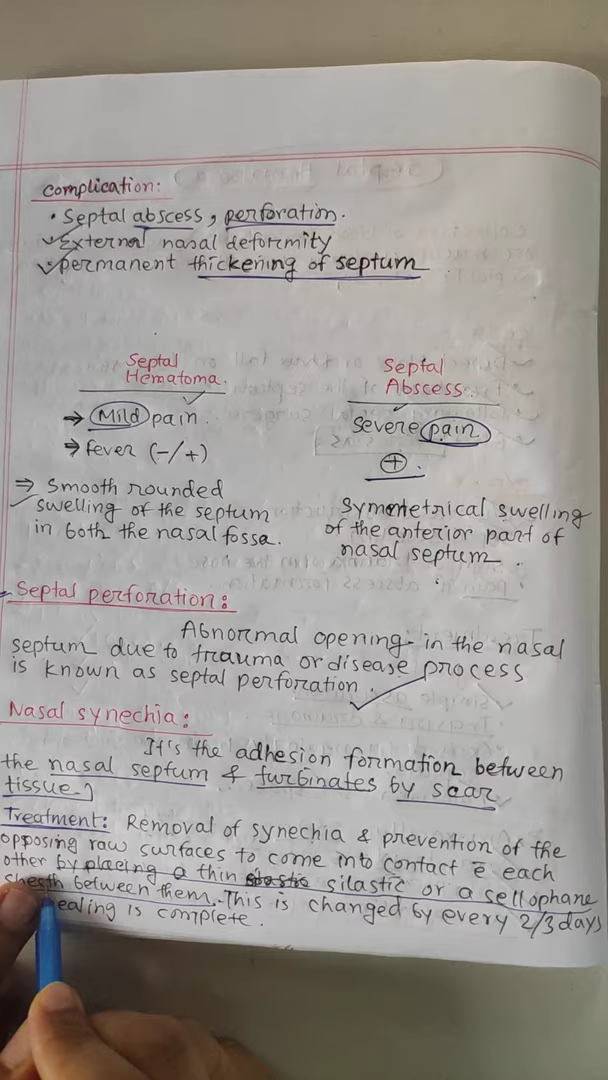 complication:
• Septal abscess, perforation.
External nasal deformity
permanent thickening of septum
Septal
Hematoma.
→ Mild pain.
→ fever (-/+)
⇒ Smooth rounded
swelling of the septum
in both the nasal fossa.
Septal
Abscess.
Severe pain
+
Symmetrical swelling
of the anterior part of
nasal septum.
Septal perforation:
Abnormal opening in the nasal
septum due to trauma or disease process
is known as septal perforation.
Nasal synechia:
It's the adhesion formation between
the nasal septum & turbinates by scar
tissue
Treatment: Removal of synechia & prevention of the
opposing raw surfaces to come into contact c̄ each
other by placing a thin silastic or a sellophane
between them. This is changed by every 2/3 days
ealing is complete.